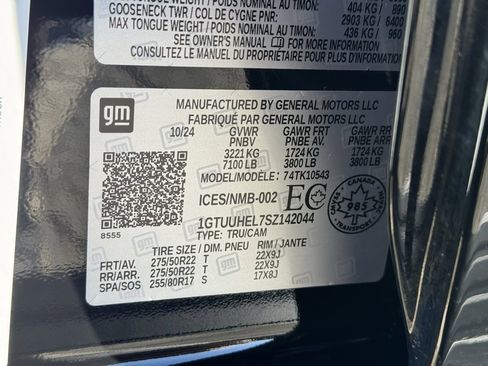 404 KG / 890
GOOSENECK TWR / COL DE CYGNE PNR: 2903 KG / 6400
MAX TONGUE WEIGHT / POIDS NOMINAL AU TIMON: 436 KG / 960
SEE OWNER'S MANUAL FOR MORE INFORMATION
CONSULTEZ LE MANUEL DU PROPRIÉTAIRE POUR PLUS
gm
MANUFACTURED BY GENERAL MOTORS LLC
FABRIQUÉ PAR GENERAL MOTORS LLC
10/24 GVWR GAWR FRT GAWR RR
PNBV PNBE AV. PNBE ARR
3221 KG 1724 KG 1724 KG
7100 LB 3800 LB 3800 LB
MODEL/MODÈLE: 74TK10543
ICES/NMB-002 EC
1GTUUHEL7SZ142044
TYPE: TRU/CAM
8555
CANADA
985
TIRE SIZE / DIM. PNEU RIM / JANTE
FRT/AV. 275/50R22 T 22X9J
RR/ARR. 275/50R22 T 22X9J
SPA/SOS 255/80R17 S 17X8J